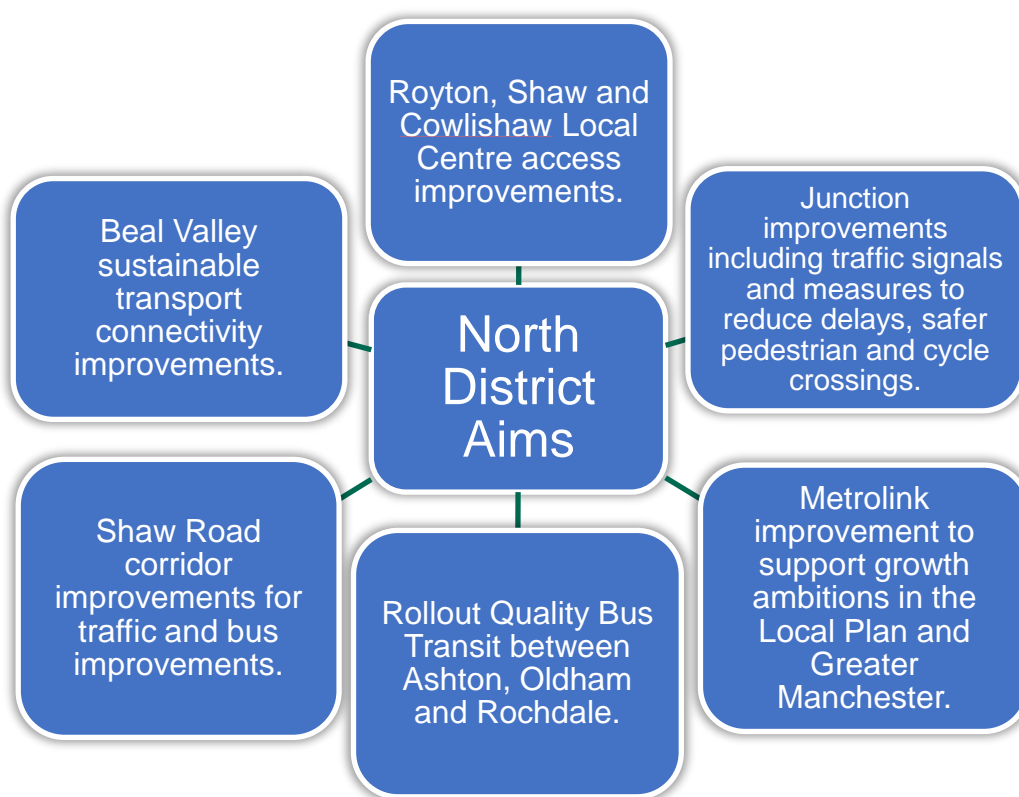 Royton, Shaw and
Cowlishaw Local
Centre access
improvements.
Junction
improvements
including traffic signals
and measures to
reduce delays, safer
pedestrian and cycle
crossings.
Beal Valley
sustainable
transport
connectivity
improvements.
North
District
Aims
Shaw Road
corridor
improvements for
traffic and bus
improvements.
Rollout Quality Bus
Transit between
Ashton, Oldham
and Rochdale.
Metrolink
improvement to
support growth
ambitions in the
Local Plan and
Greater
Manchester.